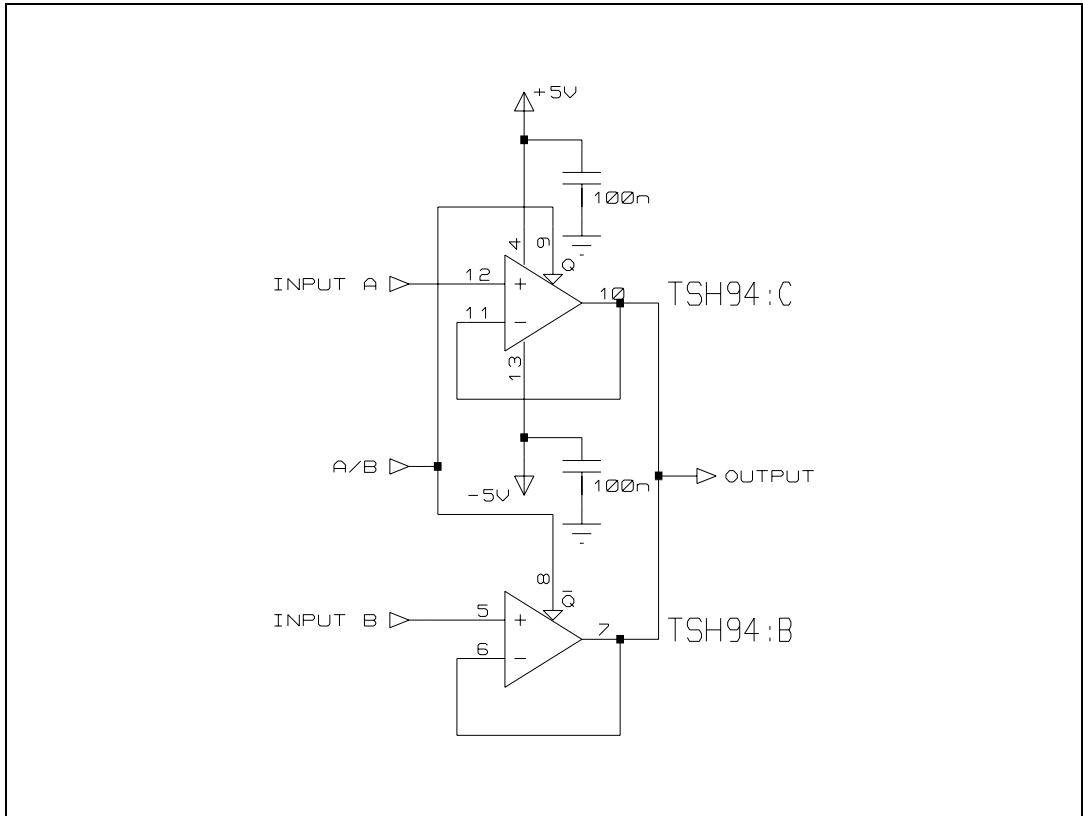 +5V
100n
4
9
Q
INPUT A
12
+
10
TSH94:C
11
−
13
A/B
-5V
100n
OUTPUT
8
Q̄
INPUT B
5
+
7
TSH94:B
6
−